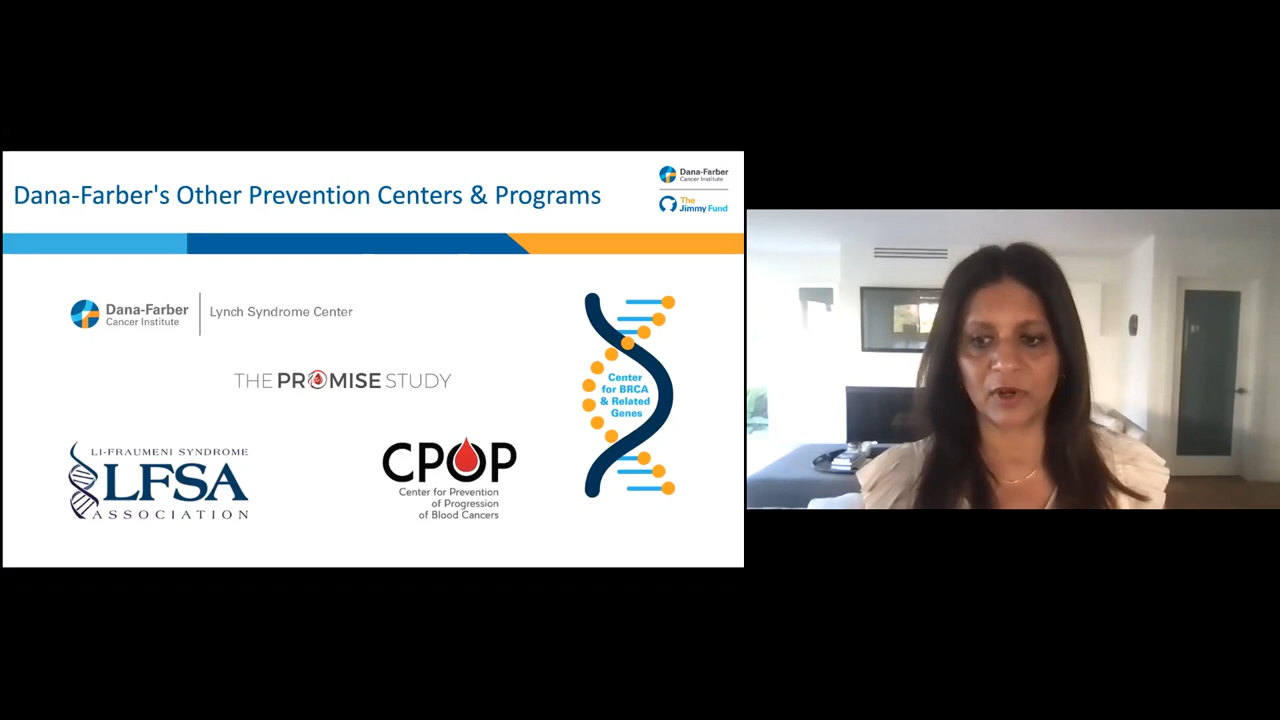 Dana-Farber's Other Prevention Centers & Programs
Dana-Farber
Cancer Institute
The
Jimmy Fund
Dana-Farber
Cancer Institute
Lynch Syndrome Center
THE PROMISE STUDY
Center
for BRCA
& Related
Genes
LI-FRAUMENI SYNDROME
LFSA
ASSOCIATION
CPOP
Center for Prevention
of Progression
of Blood Cancers